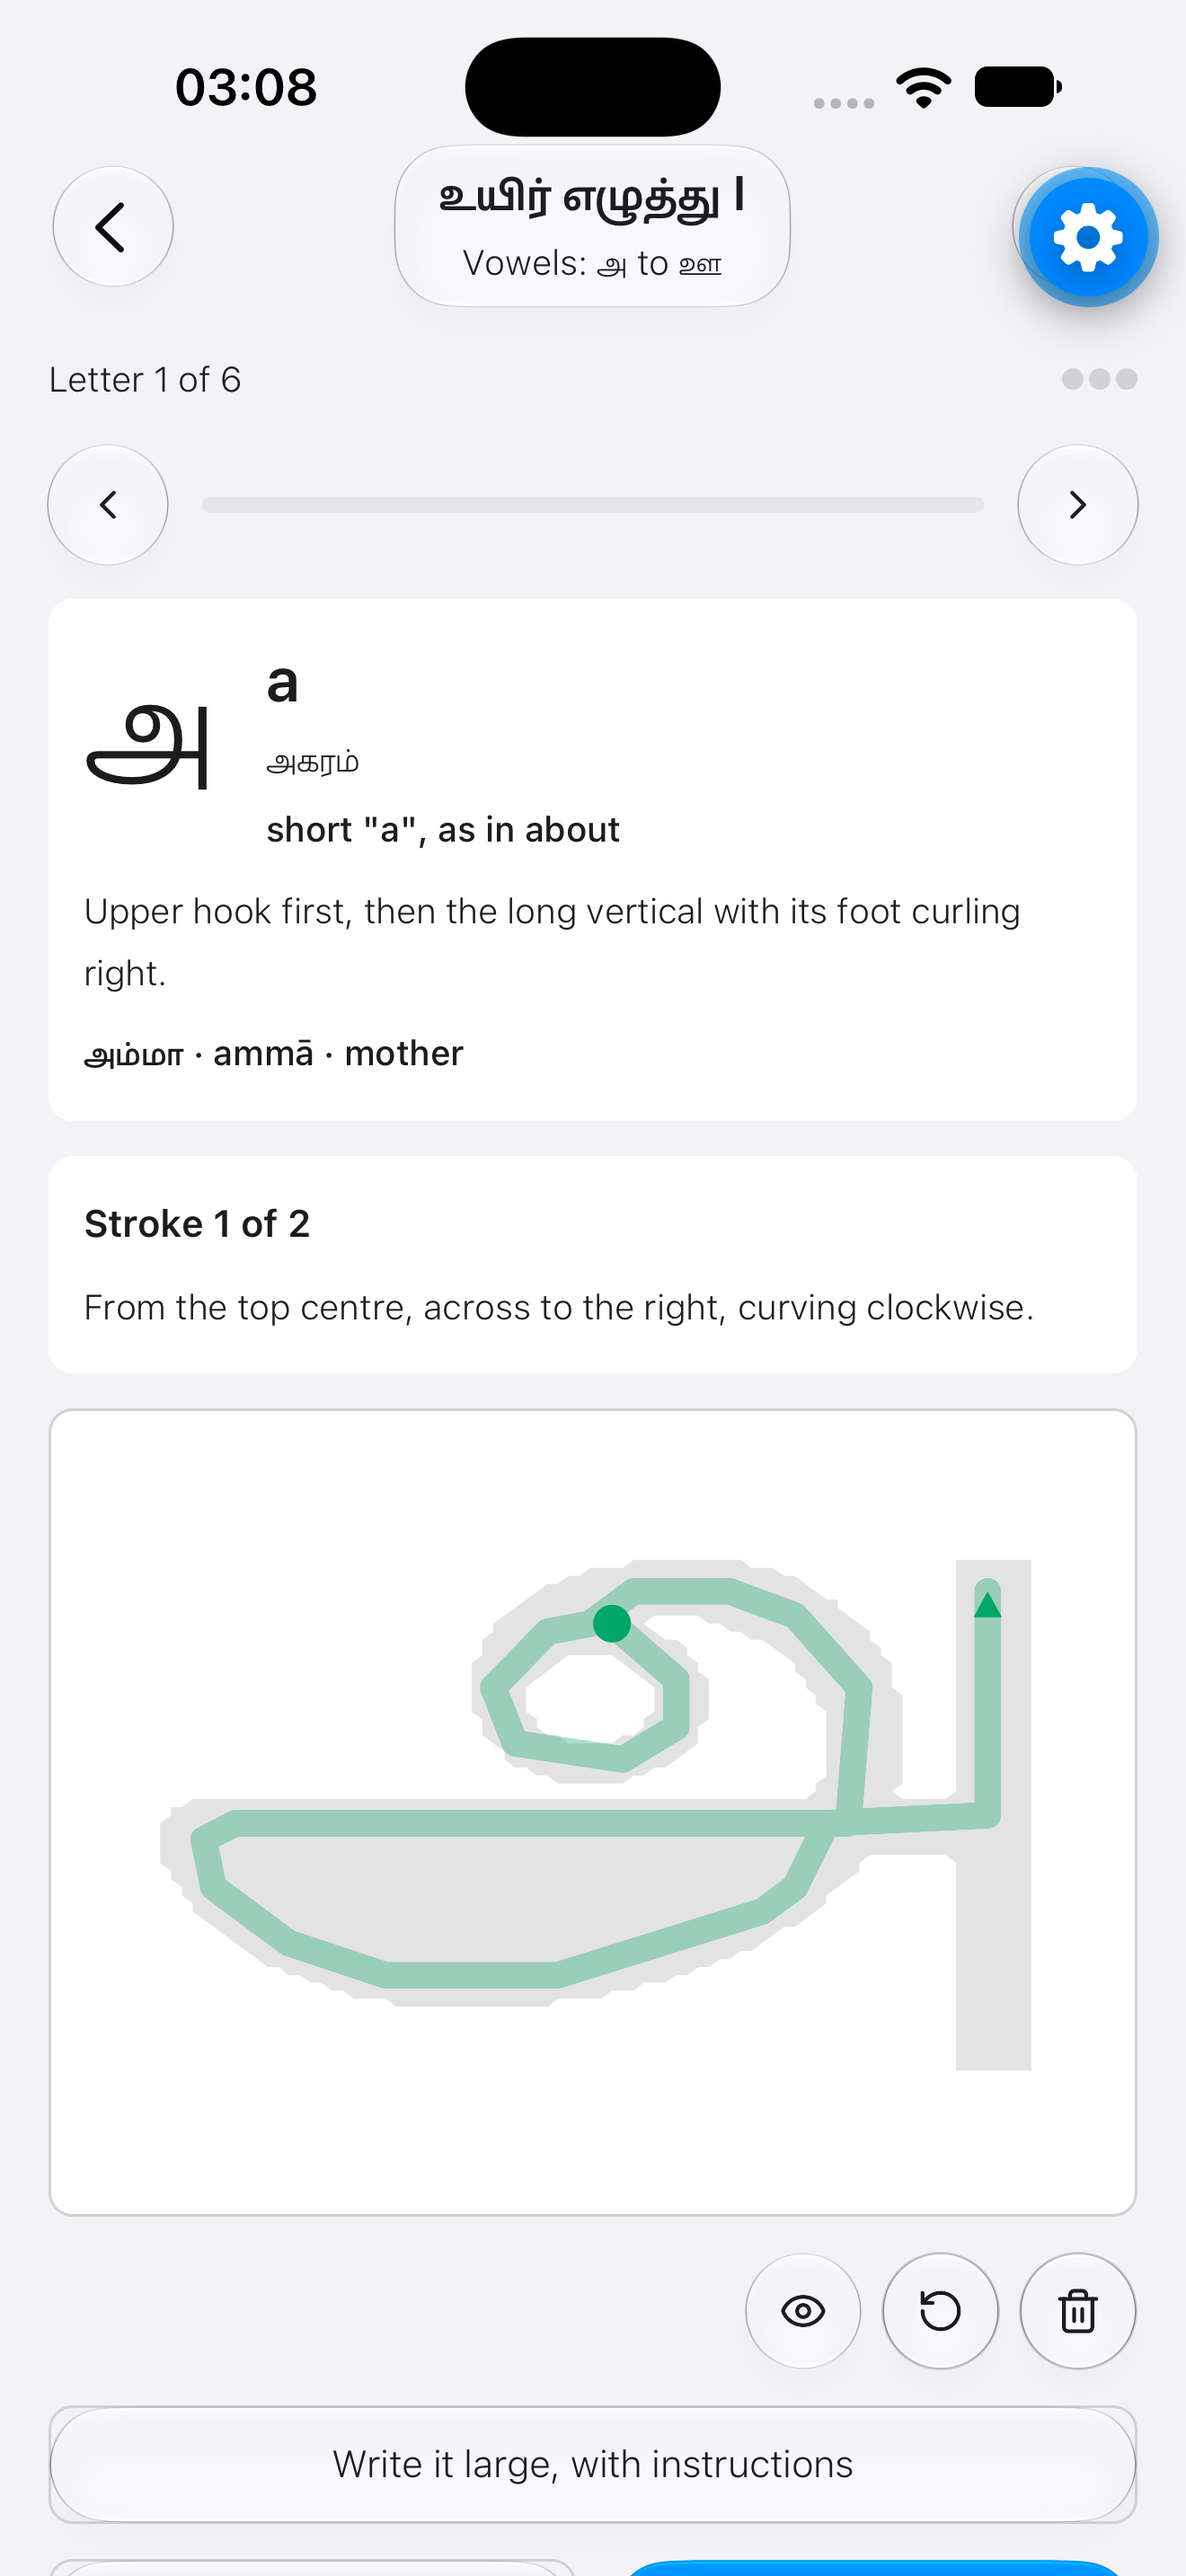 03:08
உயிர் எழுத்து I
Vowels: அ to ஊ
Letter 1 of 6
அ
a
அகரம்
short "a", as in about
Upper hook first, then the long vertical with its foot curling
right.
அம்மா · ammā · mother
Stroke 1 of 2
From the top centre, across to the right, curving clockwise.
அ
Write it large, with instructions